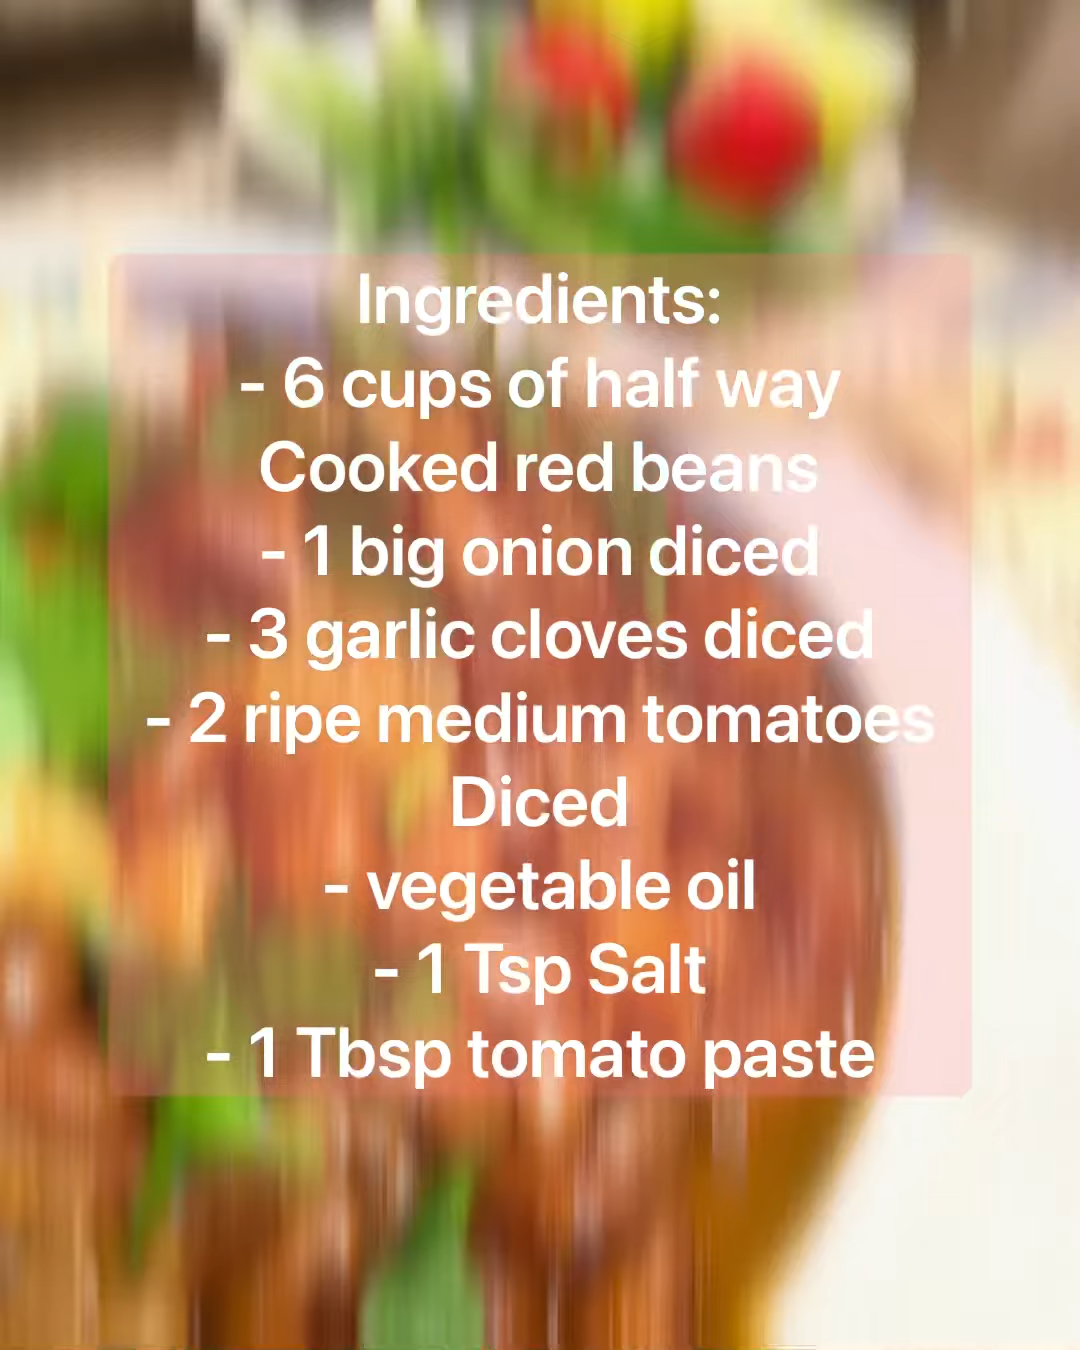 Ingredients:
- 6 cups of half way
Cooked red beans
- 1 big onion diced
- 3 garlic cloves diced
- 2 ripe medium tomatoes
Diced
- vegetable oil
- 1 Tsp Salt
- 1 Tbsp tomato paste